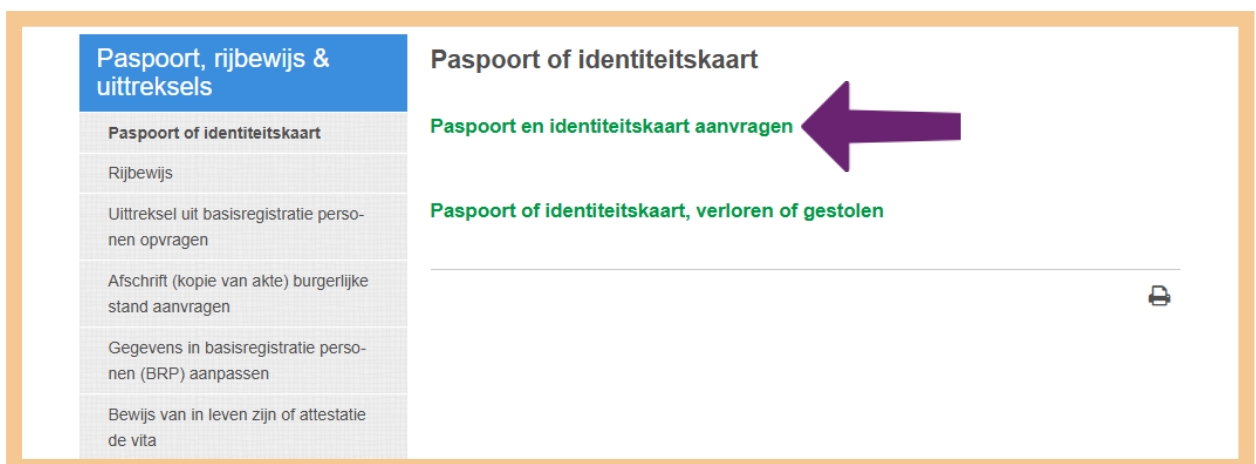 Paspoort, rijbewijs &
uittreksels
Paspoort of identiteitskaart
Rijbewijs
Uittreksel uit basisregistratie perso-
nen opvragen
Afschrift (kopie van akte) burgerlijke
stand aanvragen
Gegevens in basisregistratie perso-
nen (BRP) aanpassen
Bewijs van in leven zijn of attestatie
de vita
Paspoort of identiteitskaart
Paspoort en identiteitskaart aanvragen
Paspoort of identiteitskaart, verloren of gestolen